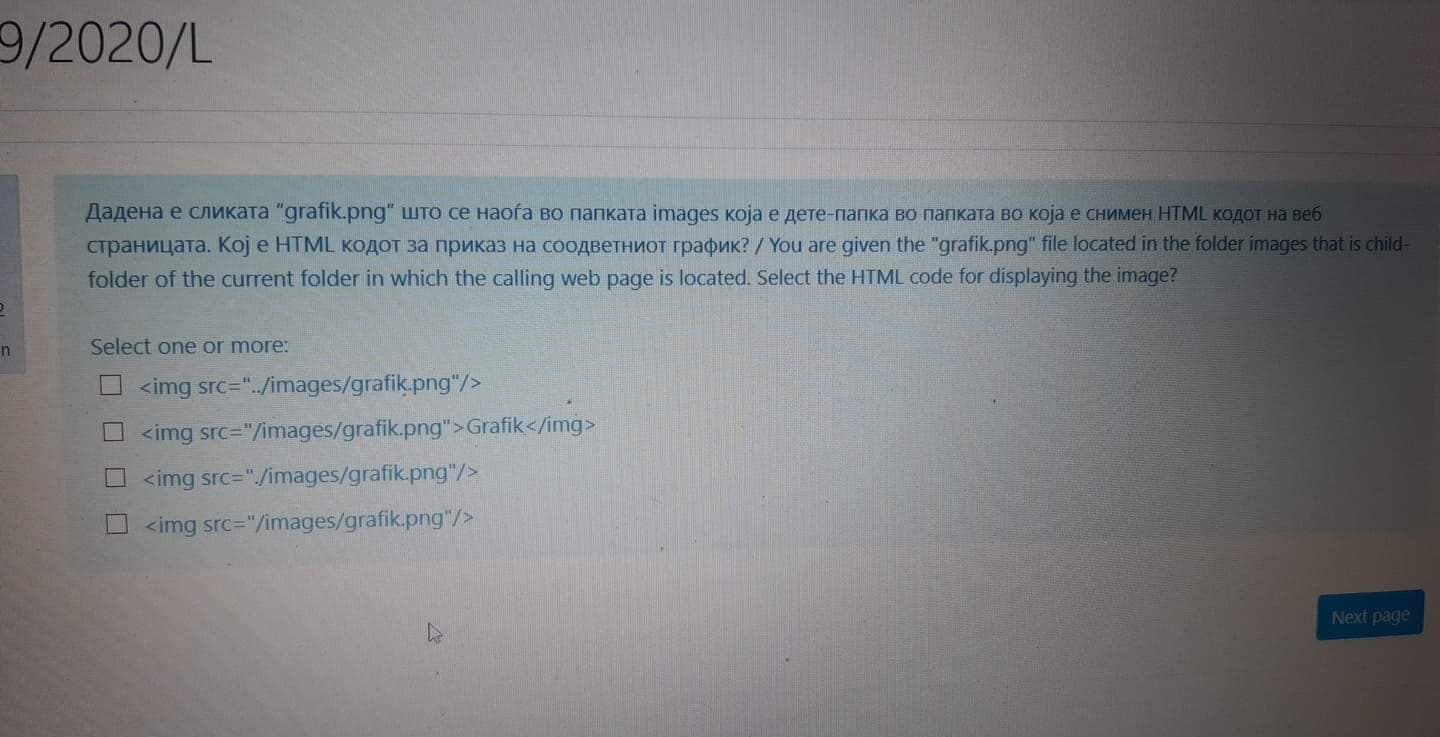 9/2020/L
Дадена е сликата "grafik.png" што се наоѓа во папката images која е дете-папка во папката во која е снимен HTML кодот на веб
страницата. Кој е HTML кодот за приказ на соодветниот график? / You are given the "grafik.png" file located in the folder images that is child-
folder of the current folder in which the calling web page is located. Select the HTML code for displaying the image?
Select one or more:
<img src="../images/grafik.png"/>
<img src="/images/grafik.png">Grafik</img>
<img src="./images/grafik.png"/>
<img src="/images/grafik.png"/>
n
Next page